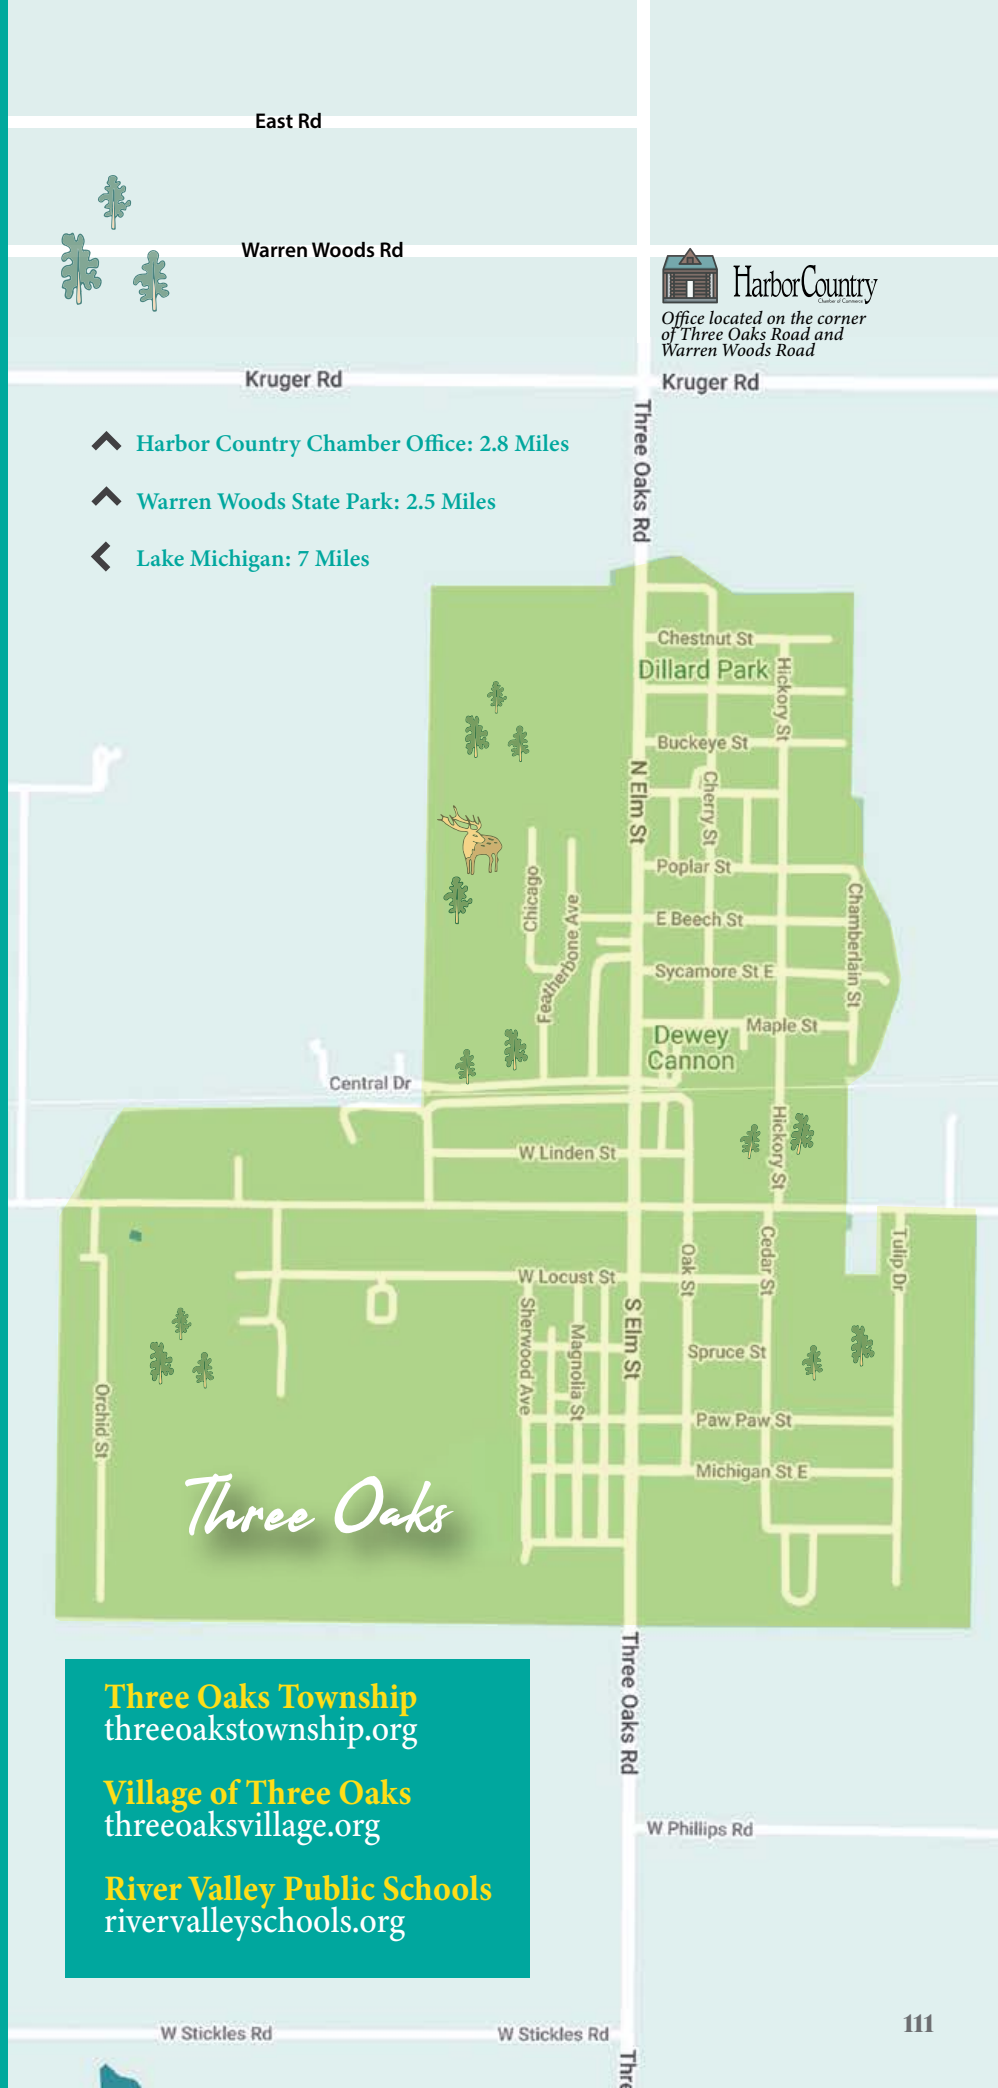 East Rd
Warren Woods Rd
HarborCountry
Chamber of Commerce
Office located on the corner
of Three Oaks Road and
Warren Woods Road
Kruger Rd
Kruger Rd
Three Oaks Rd
Harbor Country Chamber Office: 2.8 Miles
Warren Woods State Park: 2.5 Miles
Lake Michigan: 7 Miles
Chestnut St
Dillard Park
Hickory St
Buckeye St
N Elm St
Cherry St
Poplar St
Chicago
Featherbone Ave
Chamberlain St
E Beech St
Sycamore St E
Maple St
Dewey
Cannon
Central Dr
Hickory St
W Linden St
Cedar St
Tulip Dr
Oak St
W Locust St
Sherwood Ave
Magnolia St
S Elm St
Spruce St
Orchid St
Paw Paw St
Michigan St E
Three Oaks
Three Oaks Rd
Three Oaks Township
threeoakstownship.org
Village of Three Oaks
threeoaksvillage.org
River Valley Public Schools
rivervalleyschools.org
W Phillips Rd
W Stickles Rd
W Stickles Rd
111
Thre